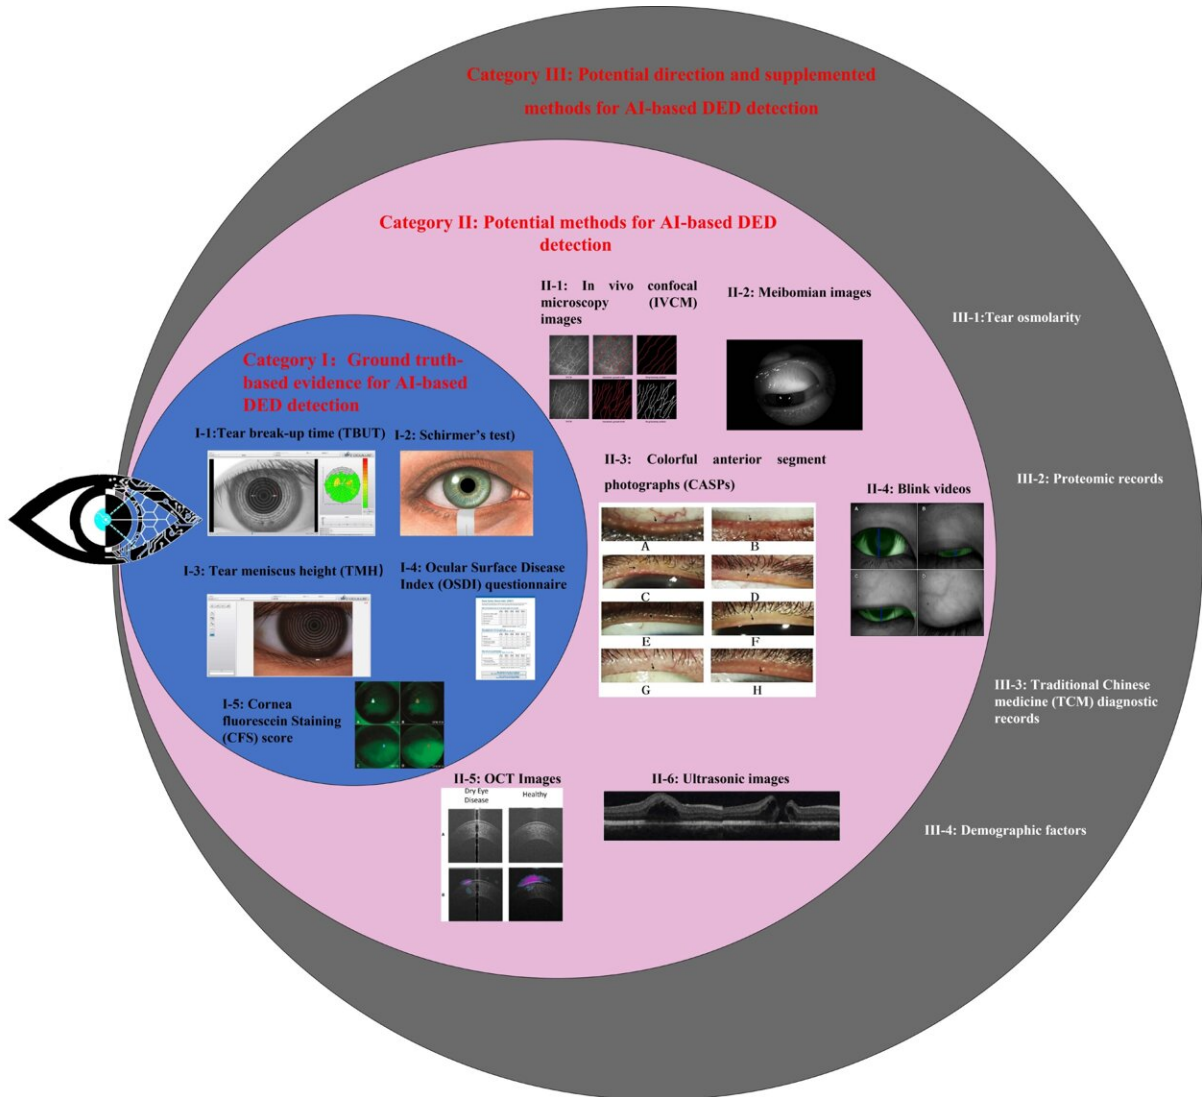 Category III: Potential direction and supplemented
methods for AI-based DED detection
Category II: Potential methods for AI-based DED
detection
II-1: In vivo confocal
microscopy (IVCM)
images
II-2: Meibomian images
III-1:Tear osmolarity
Category I： Ground truth-
based evidence for AI-based
DED detection
I-1:Tear break-up time (TBUT)
I-2: Schirmer’s test)
II-3: Colorful anterior segment
photographs (CASPs)
II-4: Blink videos
III-2: Proteomic records
A
B
C
D
E
F
G
H
I-3: Tear meniscus height (TMH)
I-4: Ocular Surface Disease
Index (OSDI) questionnaire
I-5: Cornea
fluorescein Staining
(CFS) score
III-3: Traditional Chinese
medicine (TCM) diagnostic
records
II-5: OCT Images
Dry Eye
Disease
Healthy
A
B
II-6: Ultrasonic images
III-4: Demographic factors